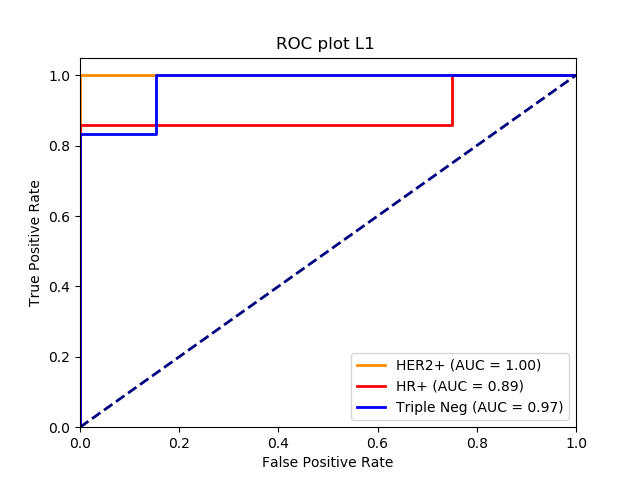 ROC plot L1
True Positive Rate
1.0
0.8
0.6
0.4
0.2
0.0
0.0 0.2 0.4 0.6 0.8 1.0
False Positive Rate
HER2+ (AUC = 1.00)
HR+ (AUC = 0.89)
Triple Neg (AUC = 0.97)